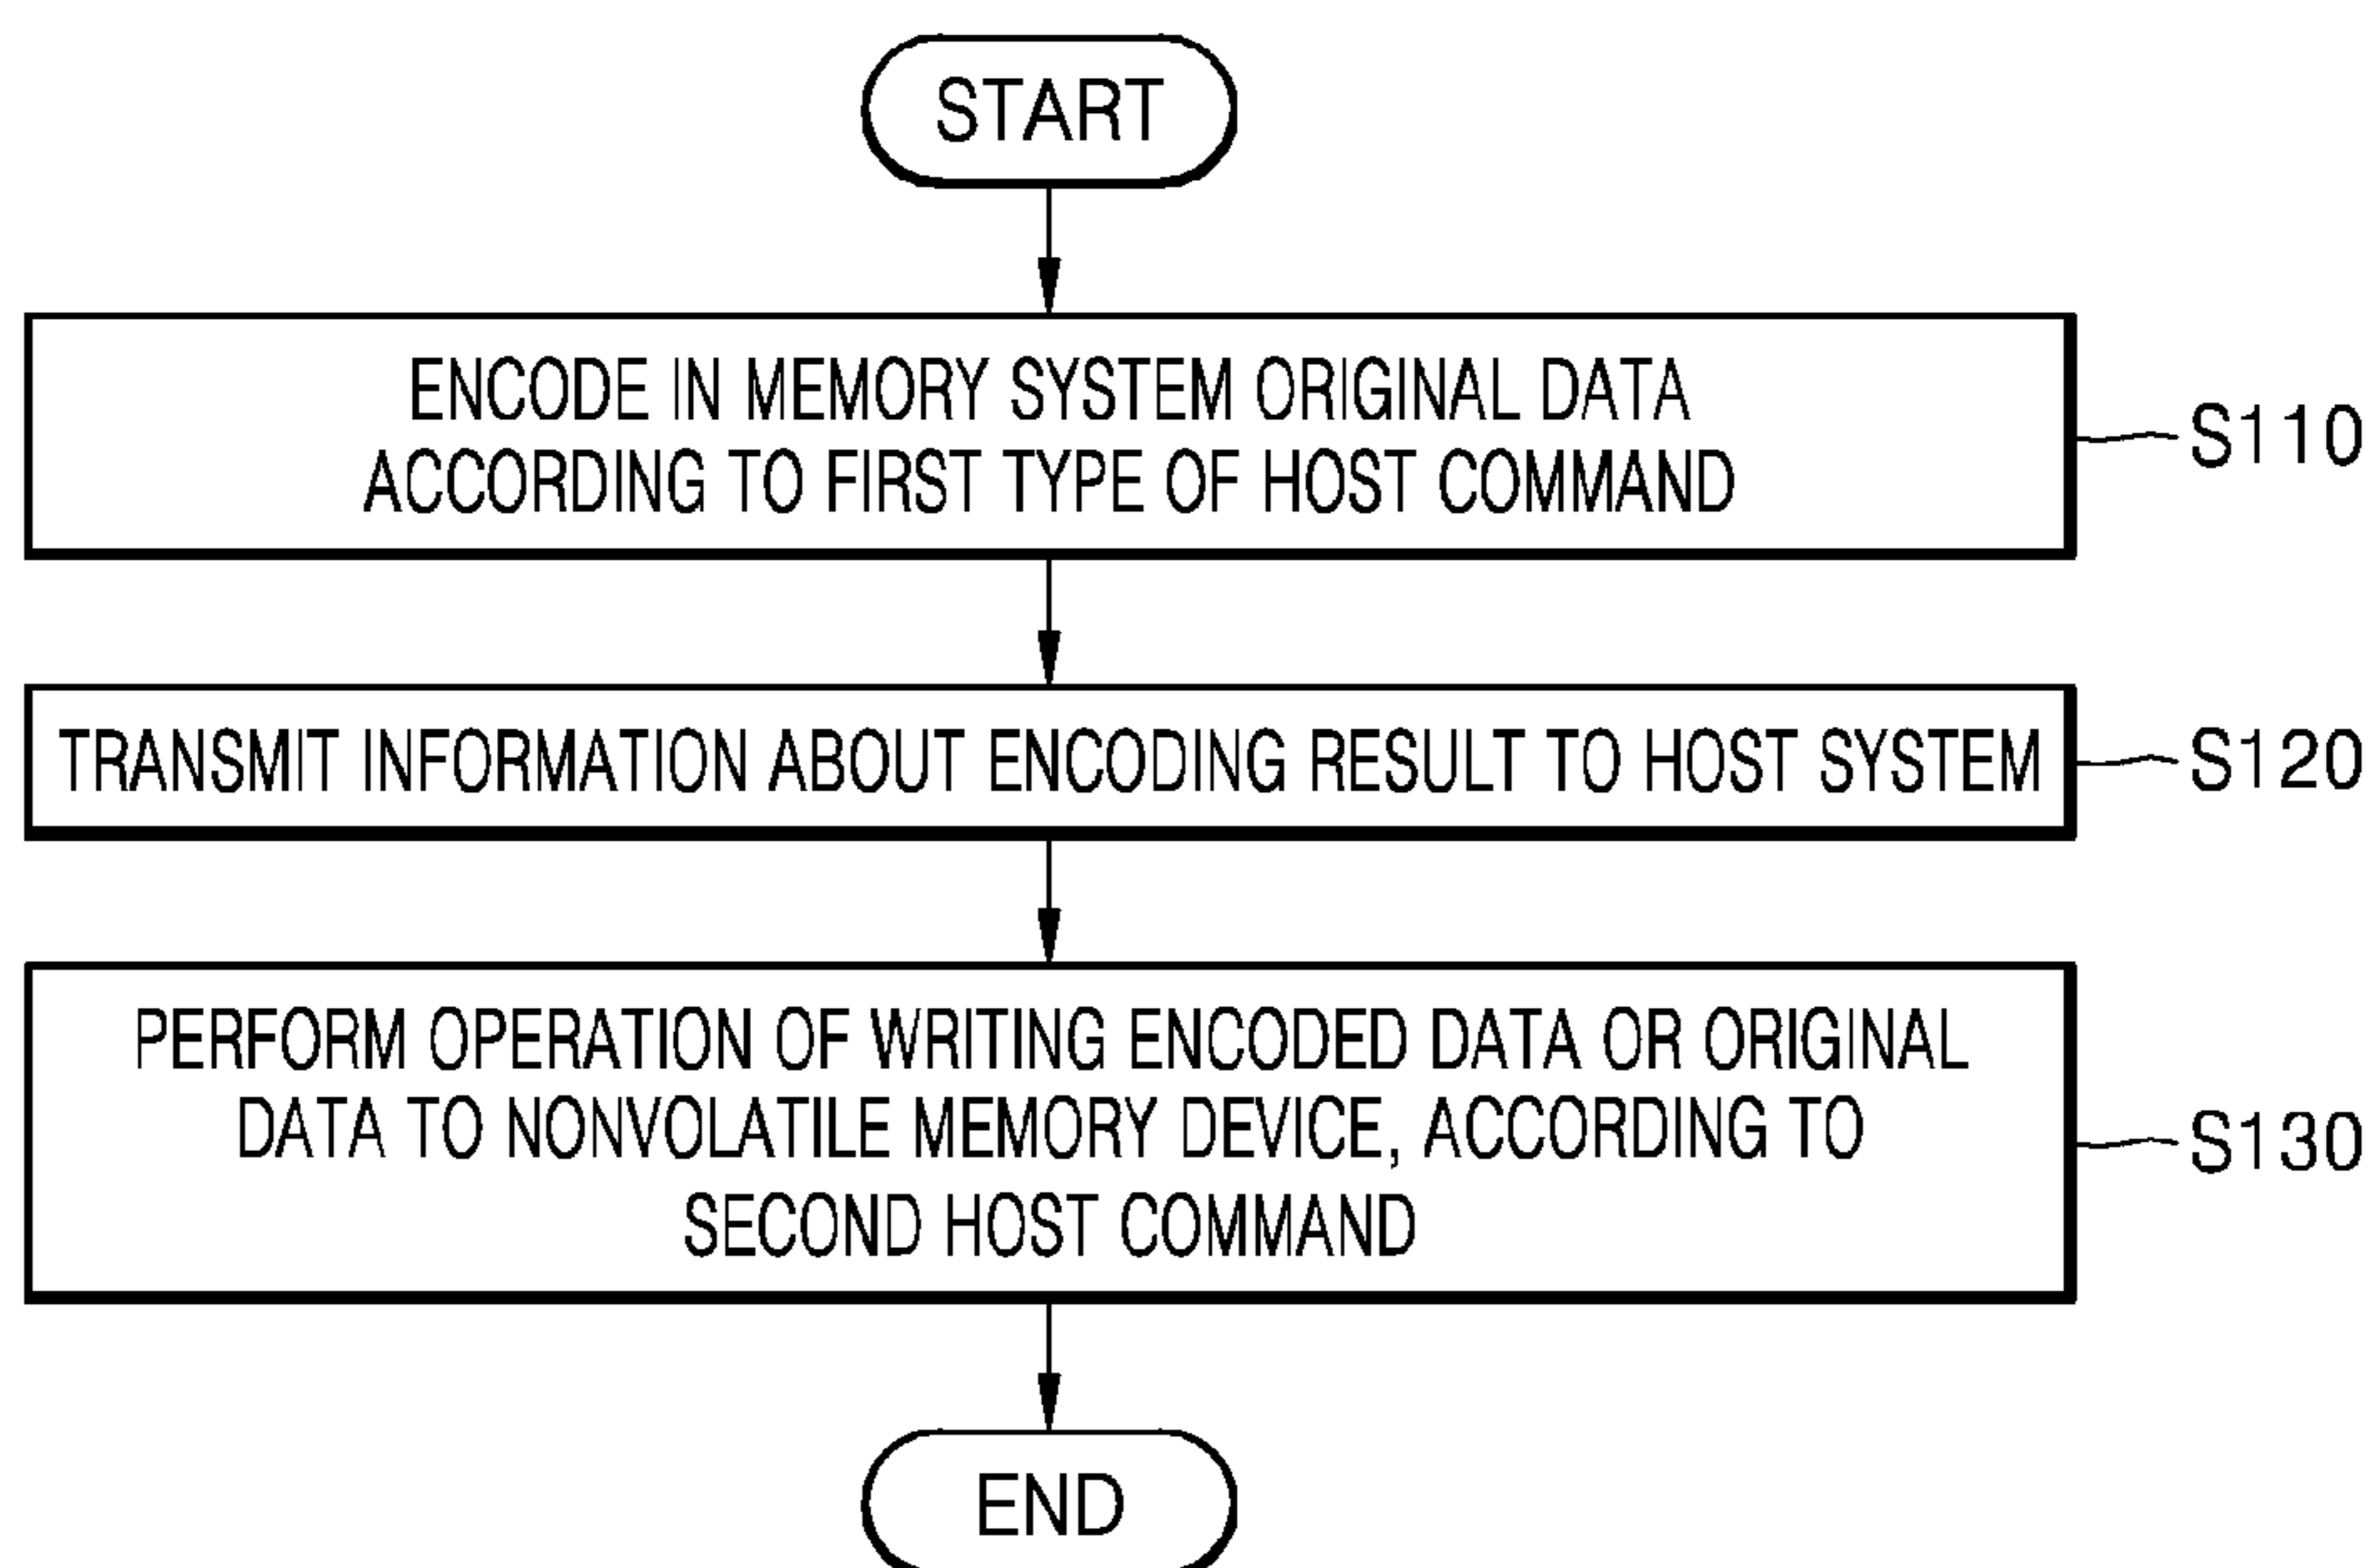 START
ENCODE IN MEMORY SYSTEM ORIGINAL DATA
ACCORDING TO FIRST TYPE OF HOST COMMAND
S110
TRANSMIT INFORMATION ABOUT ENCODING RESULT TO HOST SYSTEM
S120
PERFORM OPERATION OF WRITING ENCODED DATA OR ORIGINAL
DATA TO NONVOLATILE MEMORY DEVICE, ACCORDING TO
SECOND HOST COMMAND
S130
END